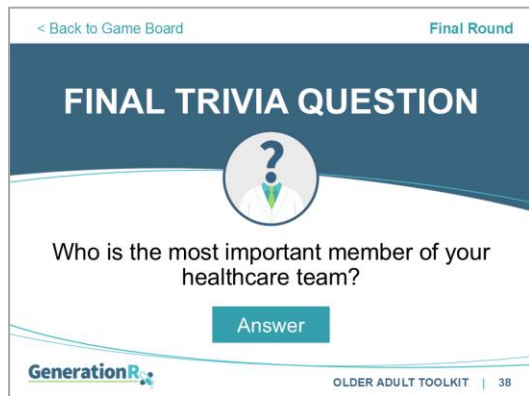 < Back to Game Board
Final Round
FINAL TRIVIA QUESTION
?
Who is the most important member of your
healthcare team?
Answer
GenerationRx
OLDER ADULT TOOLKIT | 38